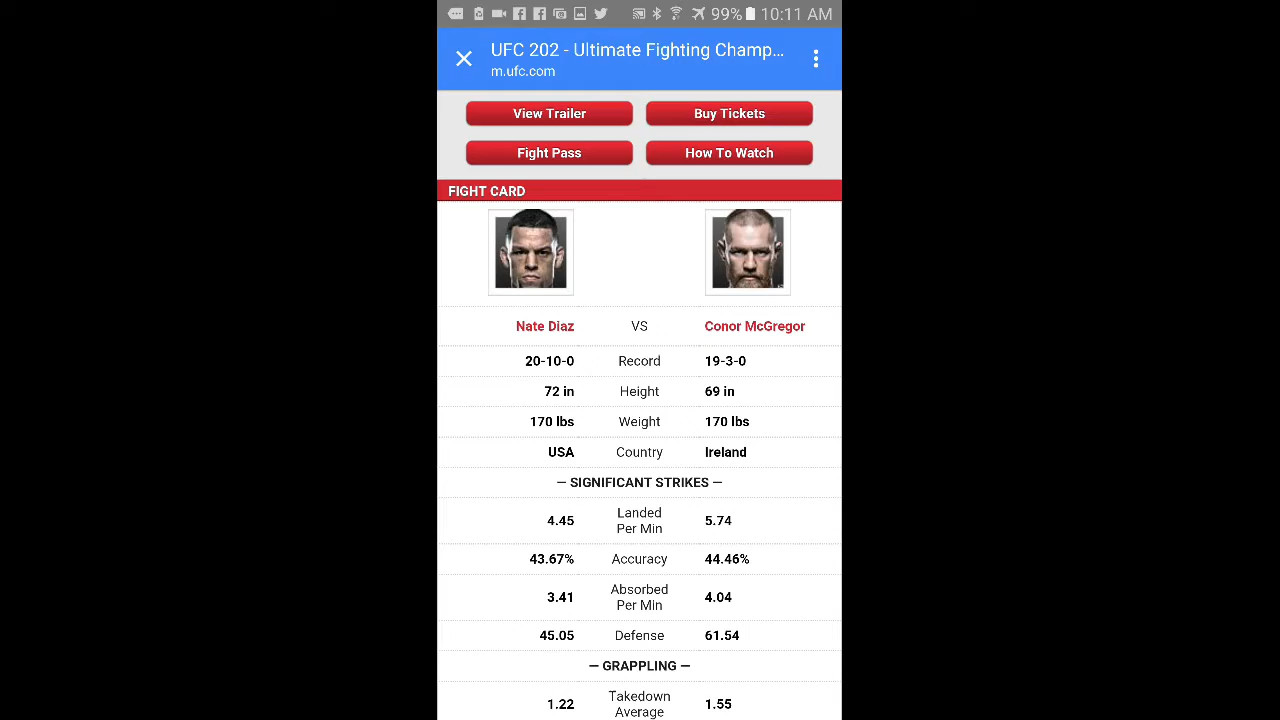 99% 10:11 AM
UFC 202 - Ultimate Fighting Champ...
m.ufc.com
View Trailer Buy Tickets
Fight Pass How To Watch
FIGHT CARD
Nate Diaz VS Conor McGregor
20-10-0 Record 19-3-0
72 in Height 69 in
170 lbs Weight 170 lbs
USA Country Ireland
— SIGNIFICANT STRIKES —
4.45 Landed Per Min 5.74
43.67% Accuracy 44.46%
3.41 Absorbed Per Min 4.04
45.05 Defense 61.54
— GRAPPLING —
1.22 Takedown Average 1.55